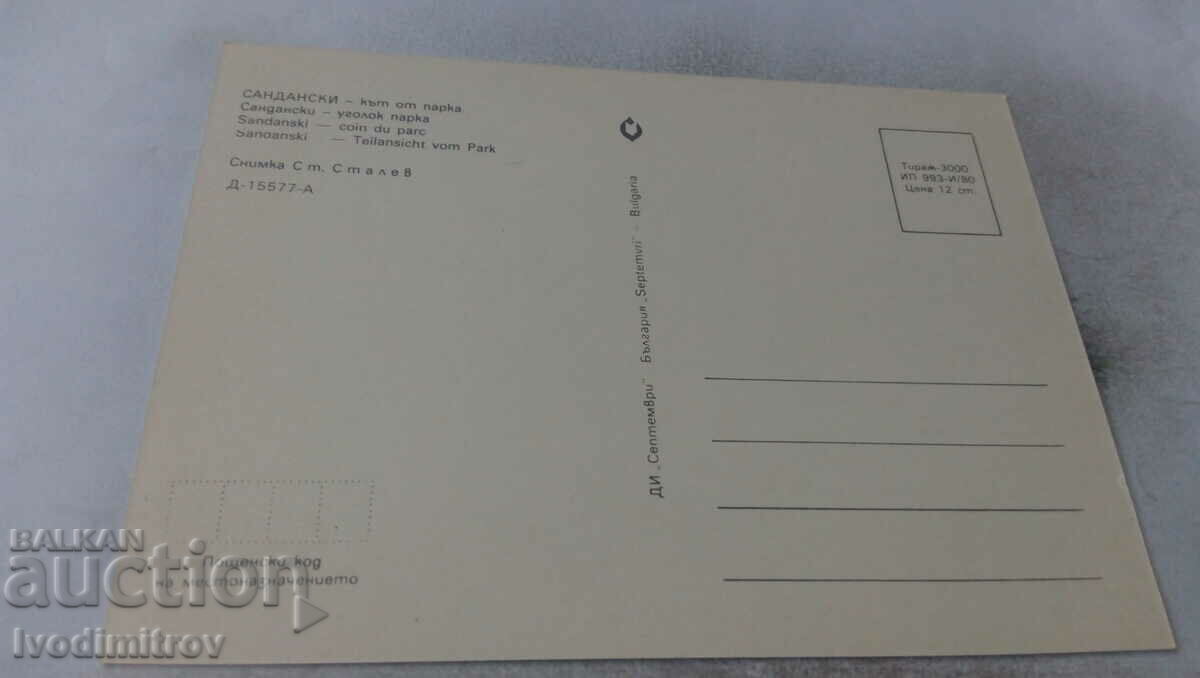 САНДАНСКИ – кът от парка
Сандански – уголок парка
Sandanski — coin du parc
Sandanski — Teilansicht vom Park
Снимка Ст. Сталев
Д-15577-А
ДИ „Септември" България „Septemvri" – Bulgaria
Тираж-3000
ИП 993-И/80
Цена 12 ст.
Пощенски код
на местоназначението
BALKAN
auction
Ivodimitrov